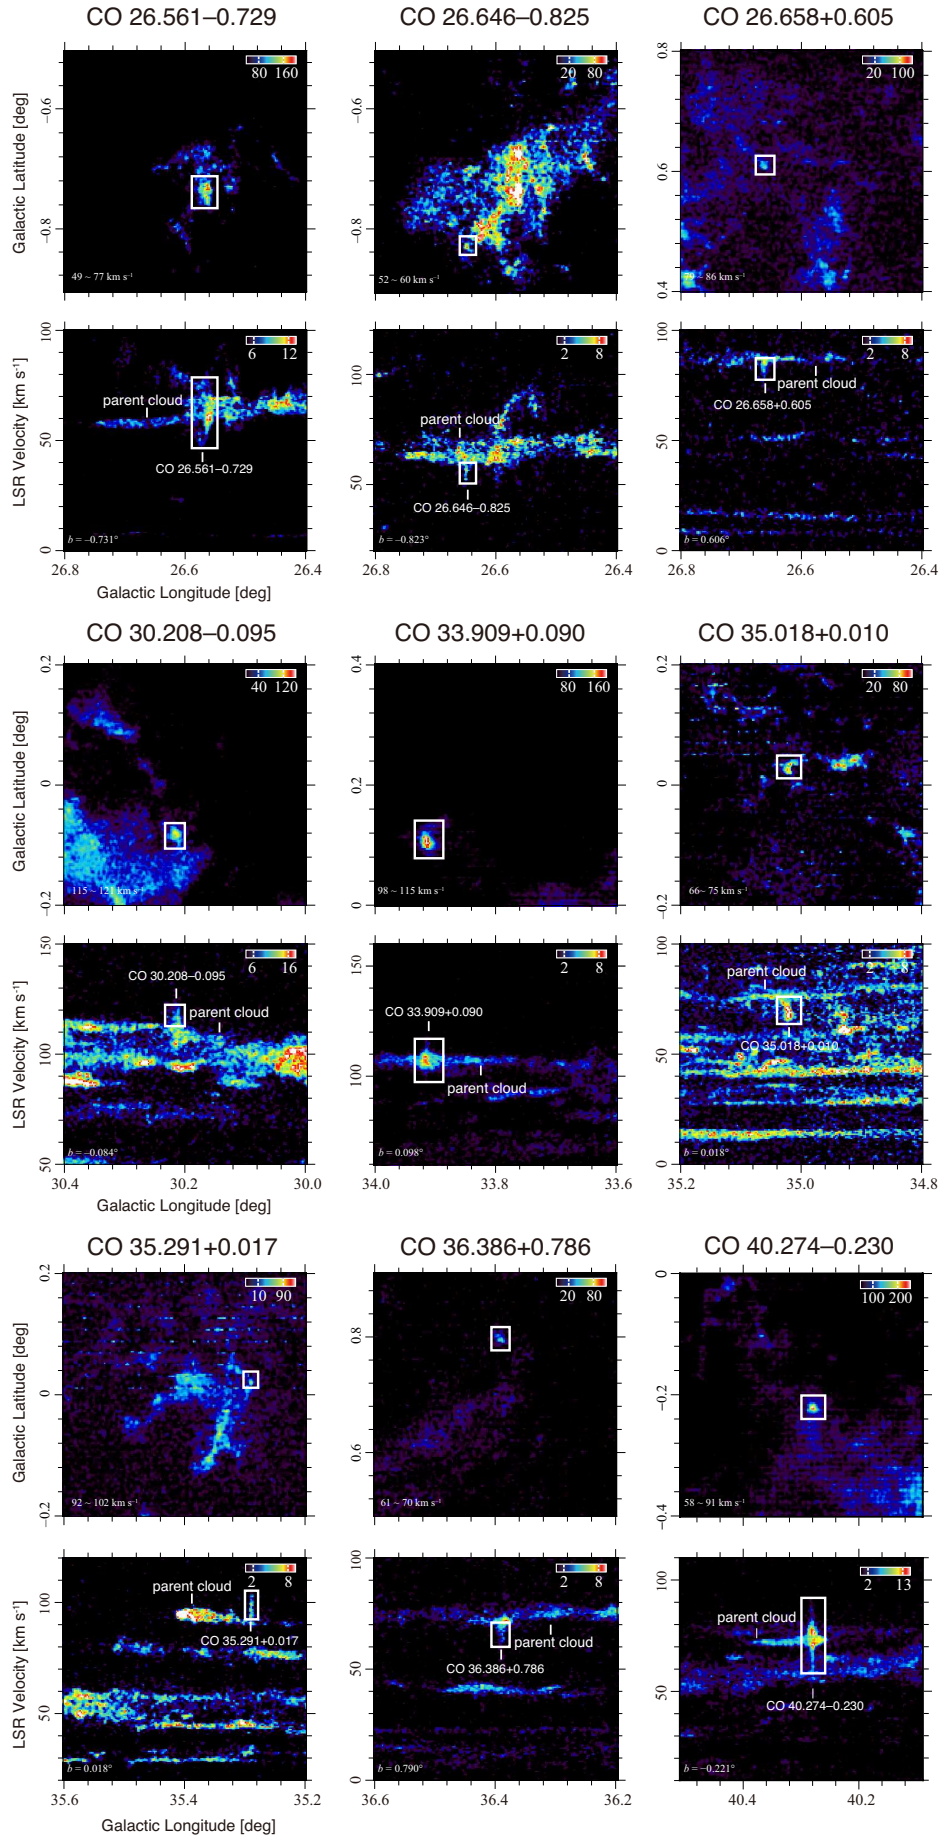 CO 26.561–0.729
CO 26.646–0.825
CO 26.658+0.605
80 160
20 80
20 100
0.8
−0.6
−0.6
0.6
−0.8
−0.8
0.4
Galactic Latitude [deg]
49 ~ 77 km s⁻¹
52 ~ 60 km s⁻¹
~ 86 km s⁻¹
6 12
2 8
2 8
100
50
0
100
50
100
50
0
LSR Velocity [km s⁻¹]
parent cloud
CO 26.561–0.729
parent cloud
CO 26.646–0.825
parent cloud
CO 26.658+0.605
b = −0.731°
b = −0.823°
b = 0.606°
26.8 26.6 26.4
26.8 26.6 26.4
26.8 26.6 26.4
Galactic Longitude [deg]
CO 30.208–0.095
CO 33.909+0.090
CO 35.018+0.010
40 120
80 160
20 80
0.2
0
−0.2
0.4
0.2
0
0.2
0
−0.2
Galactic Latitude [deg]
115 ~ 121 km s⁻¹
98 ~ 115 km s⁻¹
66~ 75 km s⁻¹
6 16
2 8
2 8
150
100
50
150
100
100
50
0
LSR Velocity [km s⁻¹]
CO 30.208–0.095
parent cloud
CO 33.909+0.090
parent cloud
parent cloud
CO 35.018+0.010
b = −0.084°
b = 0.098°
b = 0.018°
30.4 30.2 30.0
34.0 33.8 33.6
35.2 35.0 34.8
Galactic Longitude [deg]
CO 35.291+0.017
CO 36.386+0.786
CO 40.274–0.230
10 90
20 80
100 200
0.2
0
−0.2
0.8
0.6
0
−0.2
−0.4
Galactic Latitude [deg]
92 ~ 102 km s⁻¹
61 ~ 70 km s⁻¹
58 ~ 91 km s⁻¹
2 8
2 8
2 13
100
50
100
50
0
100
50
LSR Velocity [km s⁻¹]
parent cloud
CO 35.291+0.017
parent cloud
CO 36.386+0.786
parent cloud
CO 40.274–0.230
b = 0.018°
b = 0.790°
b = −0.221°
35.6 35.4 35.2
36.6 36.4 36.2
40.4 40.2
Galactic Longitude [deg]